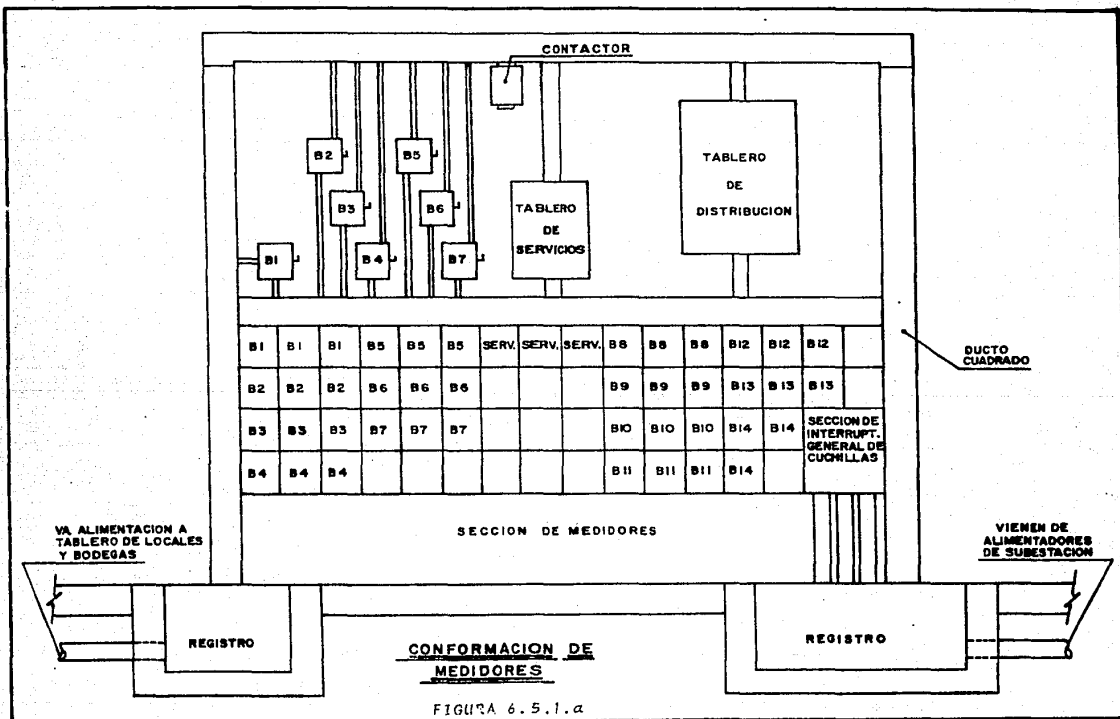 CONTACTOR
B2
B5
TABLERO
DE
DISTRIBUCION
B3
B6
TABLERO
DE
SERVICIOS
B1
B4
B7
B1 B1 B1 B5 B5 B5 SERV. SERV. SERV. B8 B8 B8 B12 B12 B12
DUCTO
CUADRADO
B2 B2 B2 B6 B6 B6 B9 B9 B9 B13 B13 B13
B3 B3 B3 B7 B7 B7 B10 B10 B10 B14 B14
SECCION DE
INTERRUPT.
GENERAL DE
CUCHILLAS
B4 B4 B4 B11 B11 B11 B14
SECCION DE MEDIDORES
VA ALIMENTACION A
TABLERO DE LOCALES
Y BODEGAS
VIENEN DE
ALIMENTADORES
DE SUBESTACION
REGISTRO
REGISTRO
CONFORMACION DE
MEDIDORES
FIGURA 6.5.1.a